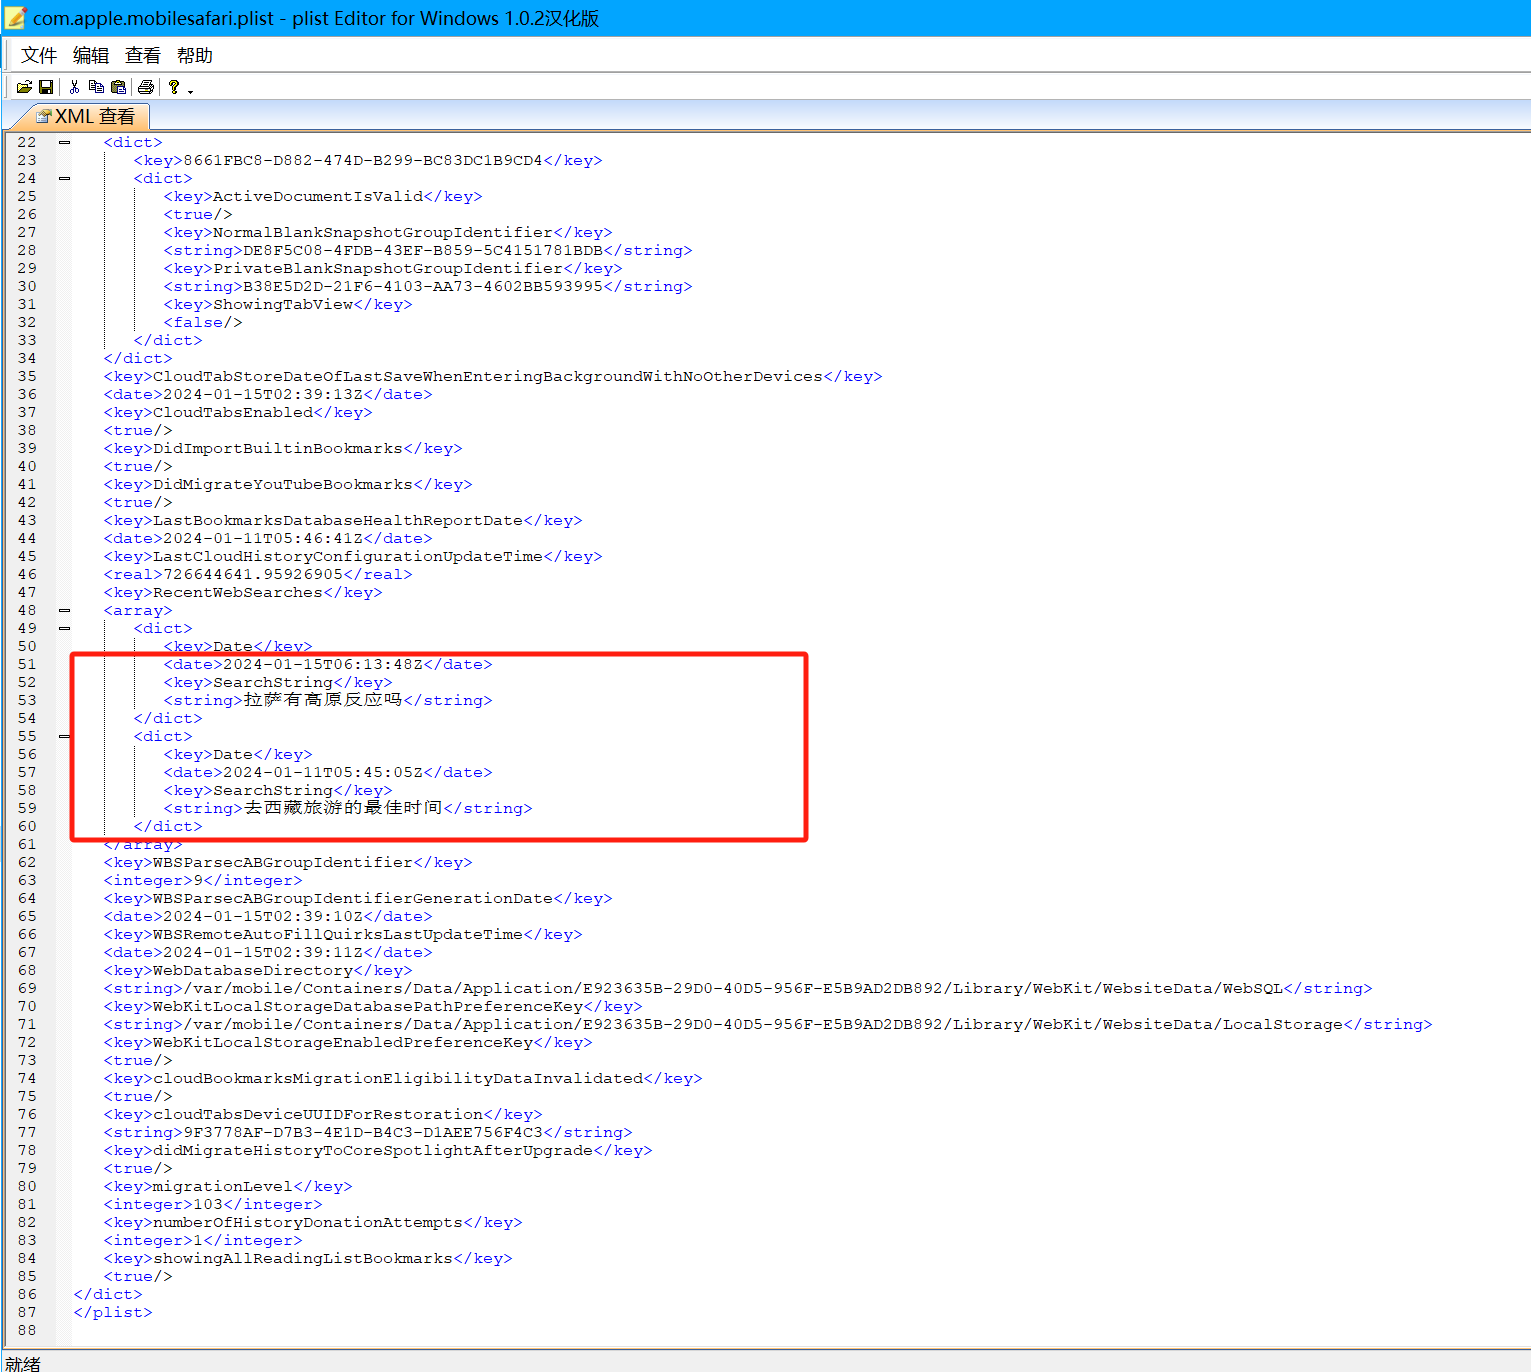 com.apple.mobilesafari.plist - plist Editor for Windows 1.0.2汉化版
文件 编辑 查看 帮助
XML 查看
22 <dict>
23 <key>8661FBC8-D882-474D-B299-BC83DC1B9CD4</key>
24 <dict>
25 <key>ActiveDocumentIsValid</key>
26 <true/>
27 <key>NormalBlankSnapshotGroupIdentifier</key>
28 <string>DE8F5C08-4FDB-43EF-B859-5C4151781BDB</string>
29 <key>PrivateBlankSnapshotGroupIdentifier</key>
30 <string>B38E5D2D-21F6-4103-AA73-4602BB593995</string>
31 <key>ShowingTabView</key>
32 <false/>
33 </dict>
34 </dict>
35 <key>CloudTabStoreDateOfLastSaveWhenEnteringBackgroundWithNoOtherDevices</key>
36 <date>2024-01-15T02:39:13Z</date>
37 <key>CloudTabsEnabled</key>
38 <true/>
39 <key>DidImportBuiltinBookmarks</key>
40 <true/>
41 <key>DidMigrateYouTubeBookmarks</key>
42 <true/>
43 <key>LastBookmarksDatabaseHealthReportDate</key>
44 <date>2024-01-11T05:46:41Z</date>
45 <key>LastCloudHistoryConfigurationUpdateTime</key>
46 <real>726644641.95926905</real>
47 <key>RecentWebSearches</key>
48 <array>
49 <dict>
50 <key>Date</key>
51 <date>2024-01-15T06:13:48Z</date>
52 <key>SearchString</key>
53 <string>拉萨有高原反应吗</string>
54 </dict>
55 <dict>
56 <key>Date</key>
57 <date>2024-01-11T05:45:05Z</date>
58 <key>SearchString</key>
59 <string>去西藏旅游的最佳时间</string>
60 </dict>
61 </array>
62 <key>WBSParsecABGroupIdentifier</key>
63 <integer>9</integer>
64 <key>WBSParsecABGroupIdentifierGenerationDate</key>
65 <date>2024-01-15T02:39:10Z</date>
66 <key>WBSRemoteAutoFillQuirksLastUpdateTime</key>
67 <date>2024-01-15T02:39:11Z</date>
68 <key>WebDatabaseDirectory</key>
69 <string>/var/mobile/Containers/Data/Application/E923635B-29D0-40D5-956F-E5B9AD2DB892/Library/WebKit/WebsiteData/WebSQL</string>
70 <key>WebKitLocalStorageDatabasePathPreferenceKey</key>
71 <string>/var/mobile/Containers/Data/Application/E923635B-29D0-40D5-956F-E5B9AD2DB892/Library/WebKit/WebsiteData/LocalStorage</string>
72 <key>WebKitLocalStorageEnabledPreferenceKey</key>
73 <true/>
74 <key>cloudBookmarksMigrationEligibilityDataInvalidated</key>
75 <true/>
76 <key>cloudTabsDeviceUUIDForRestoration</key>
77 <string>9F3778AF-D7B3-4E1D-B4C3-D1AEE756F4C3</string>
78 <key>didMigrateHistoryToCoreSpotlightAfterUpgrade</key>
79 <true/>
80 <key>migrationLevel</key>
81 <integer>103</integer>
82 <key>numberOfHistoryDonationAttempts</key>
83 <integer>1</integer>
84 <key>showingAllReadingListBookmarks</key>
85 <true/>
86 </dict>
87 </plist>
88
就绪